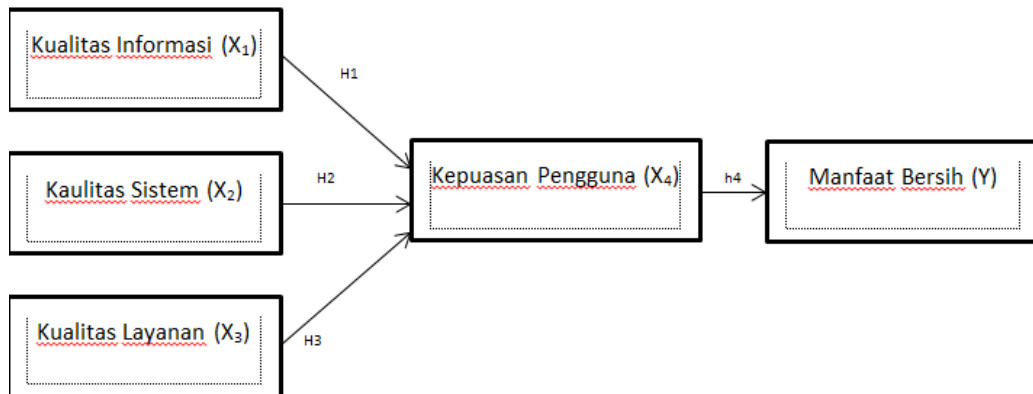 Kualitas Informasi (X₁)
H1
Kaulitas Sistem (X₂)
H2
Kepuasan Pengguna (X₄)
h4
Manfaat Bersih (Y)
Kualitas Layanan (X₃)
H3